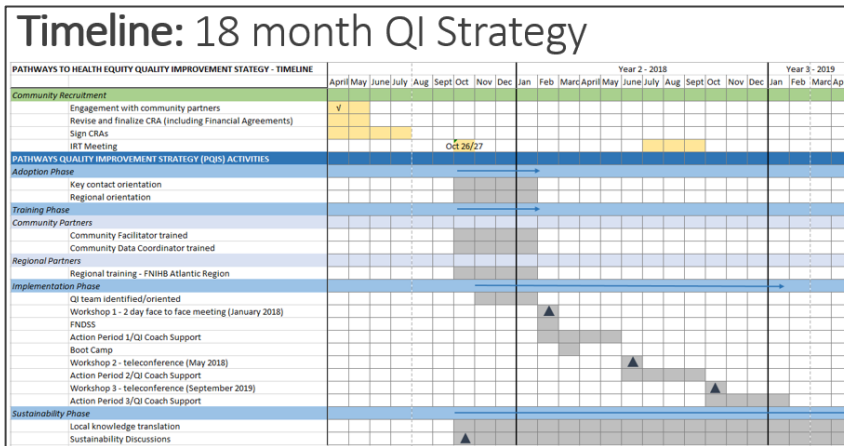 Timeline: 18 month QI Strategy
PATHWAYS TO HEALTH EQUITY QUALITY IMPROVEMENT STATEGY - TIMELINE Year 2 - 2018 Year 3 - 2019
April May June July Aug Sept Oct Nov Dec Jan Feb Marc April May June July Aug Sept Oct Nov Dec Jan Feb Marc Ap
Community Recruitment
Engagement with community partners √
Revise and finalize CRA (including Financial Agreements)
Sign CRAs
IRT Meeting Oct 26/27
PATHWAYS QUALITY IMPROVEMENT STRATEGY (PQIS) ACTIVITIES
Adoption Phase
Key contact orientation
Regional orientation
Training Phase
Community Partners
Community Facilitator trained
Community Data Coordinator trained
Regional Partners
Regional training - FNIHB Atlantic Region
Implementation Phase
QI team identified/oriented
Workshop 1 - 2 day face to face meeting (January 2018)
FNDSS
Action Period 1/QI Coach Support
Boot Camp
Workshop 2 - teleconference (May 2018)
Action Period 2/QI Coach Support
Workshop 3 - teleconference (September 2019)
Action Period 3/QI Coach Support
Sustainability Phase
Local knowledge translation
Sustainability Discussions